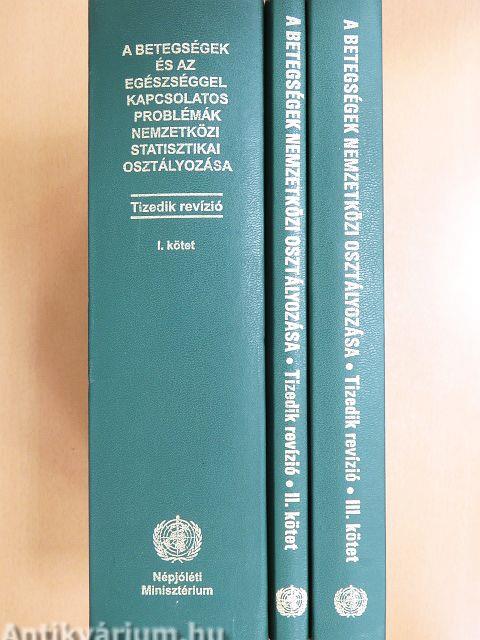 A BETEGSÉGEK
ÉS AZ
EGÉSZSÉGGEL
KAPCSOLATOS
PROBLÉMÁK
NEMZETKÖZI
STATISZTIKAI
OSZTÁLYOZÁSA
Tizedik revízió
I. kötet
Népjóléti
Minisztérium
A BETEGSÉGEK NEMZETKÖZI OSZTÁLYOZÁSA • Tizedik revízió • II. kötet
A BETEGSÉGEK NEMZETKÖZI OSZTÁLYOZÁSA • Tizedik revízió • III. kötet
Antikvárium.hu